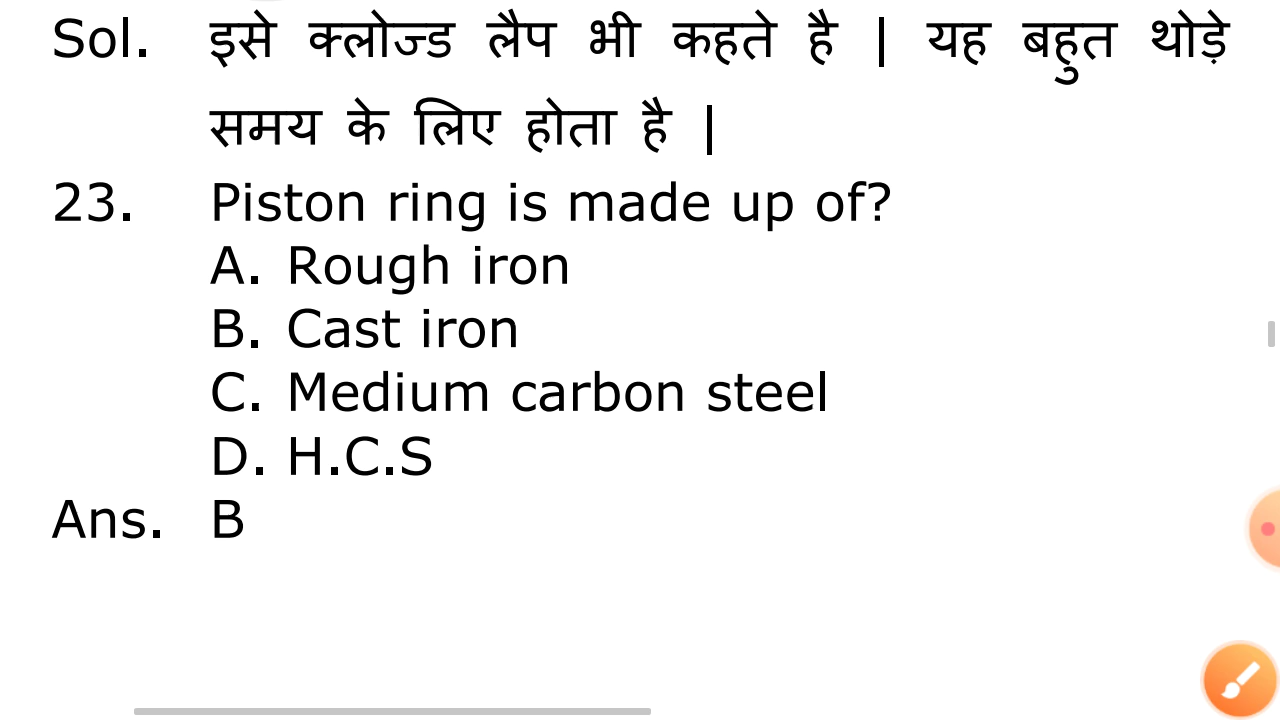 Sol. इसे क्लोज्ड लैप भी कहते है | यह बहुत थोड़े
समय के लिए होता है |
23. Piston ring is made up of?
A. Rough iron
B. Cast iron
C. Medium carbon steel
D. H.C.S
Ans. B